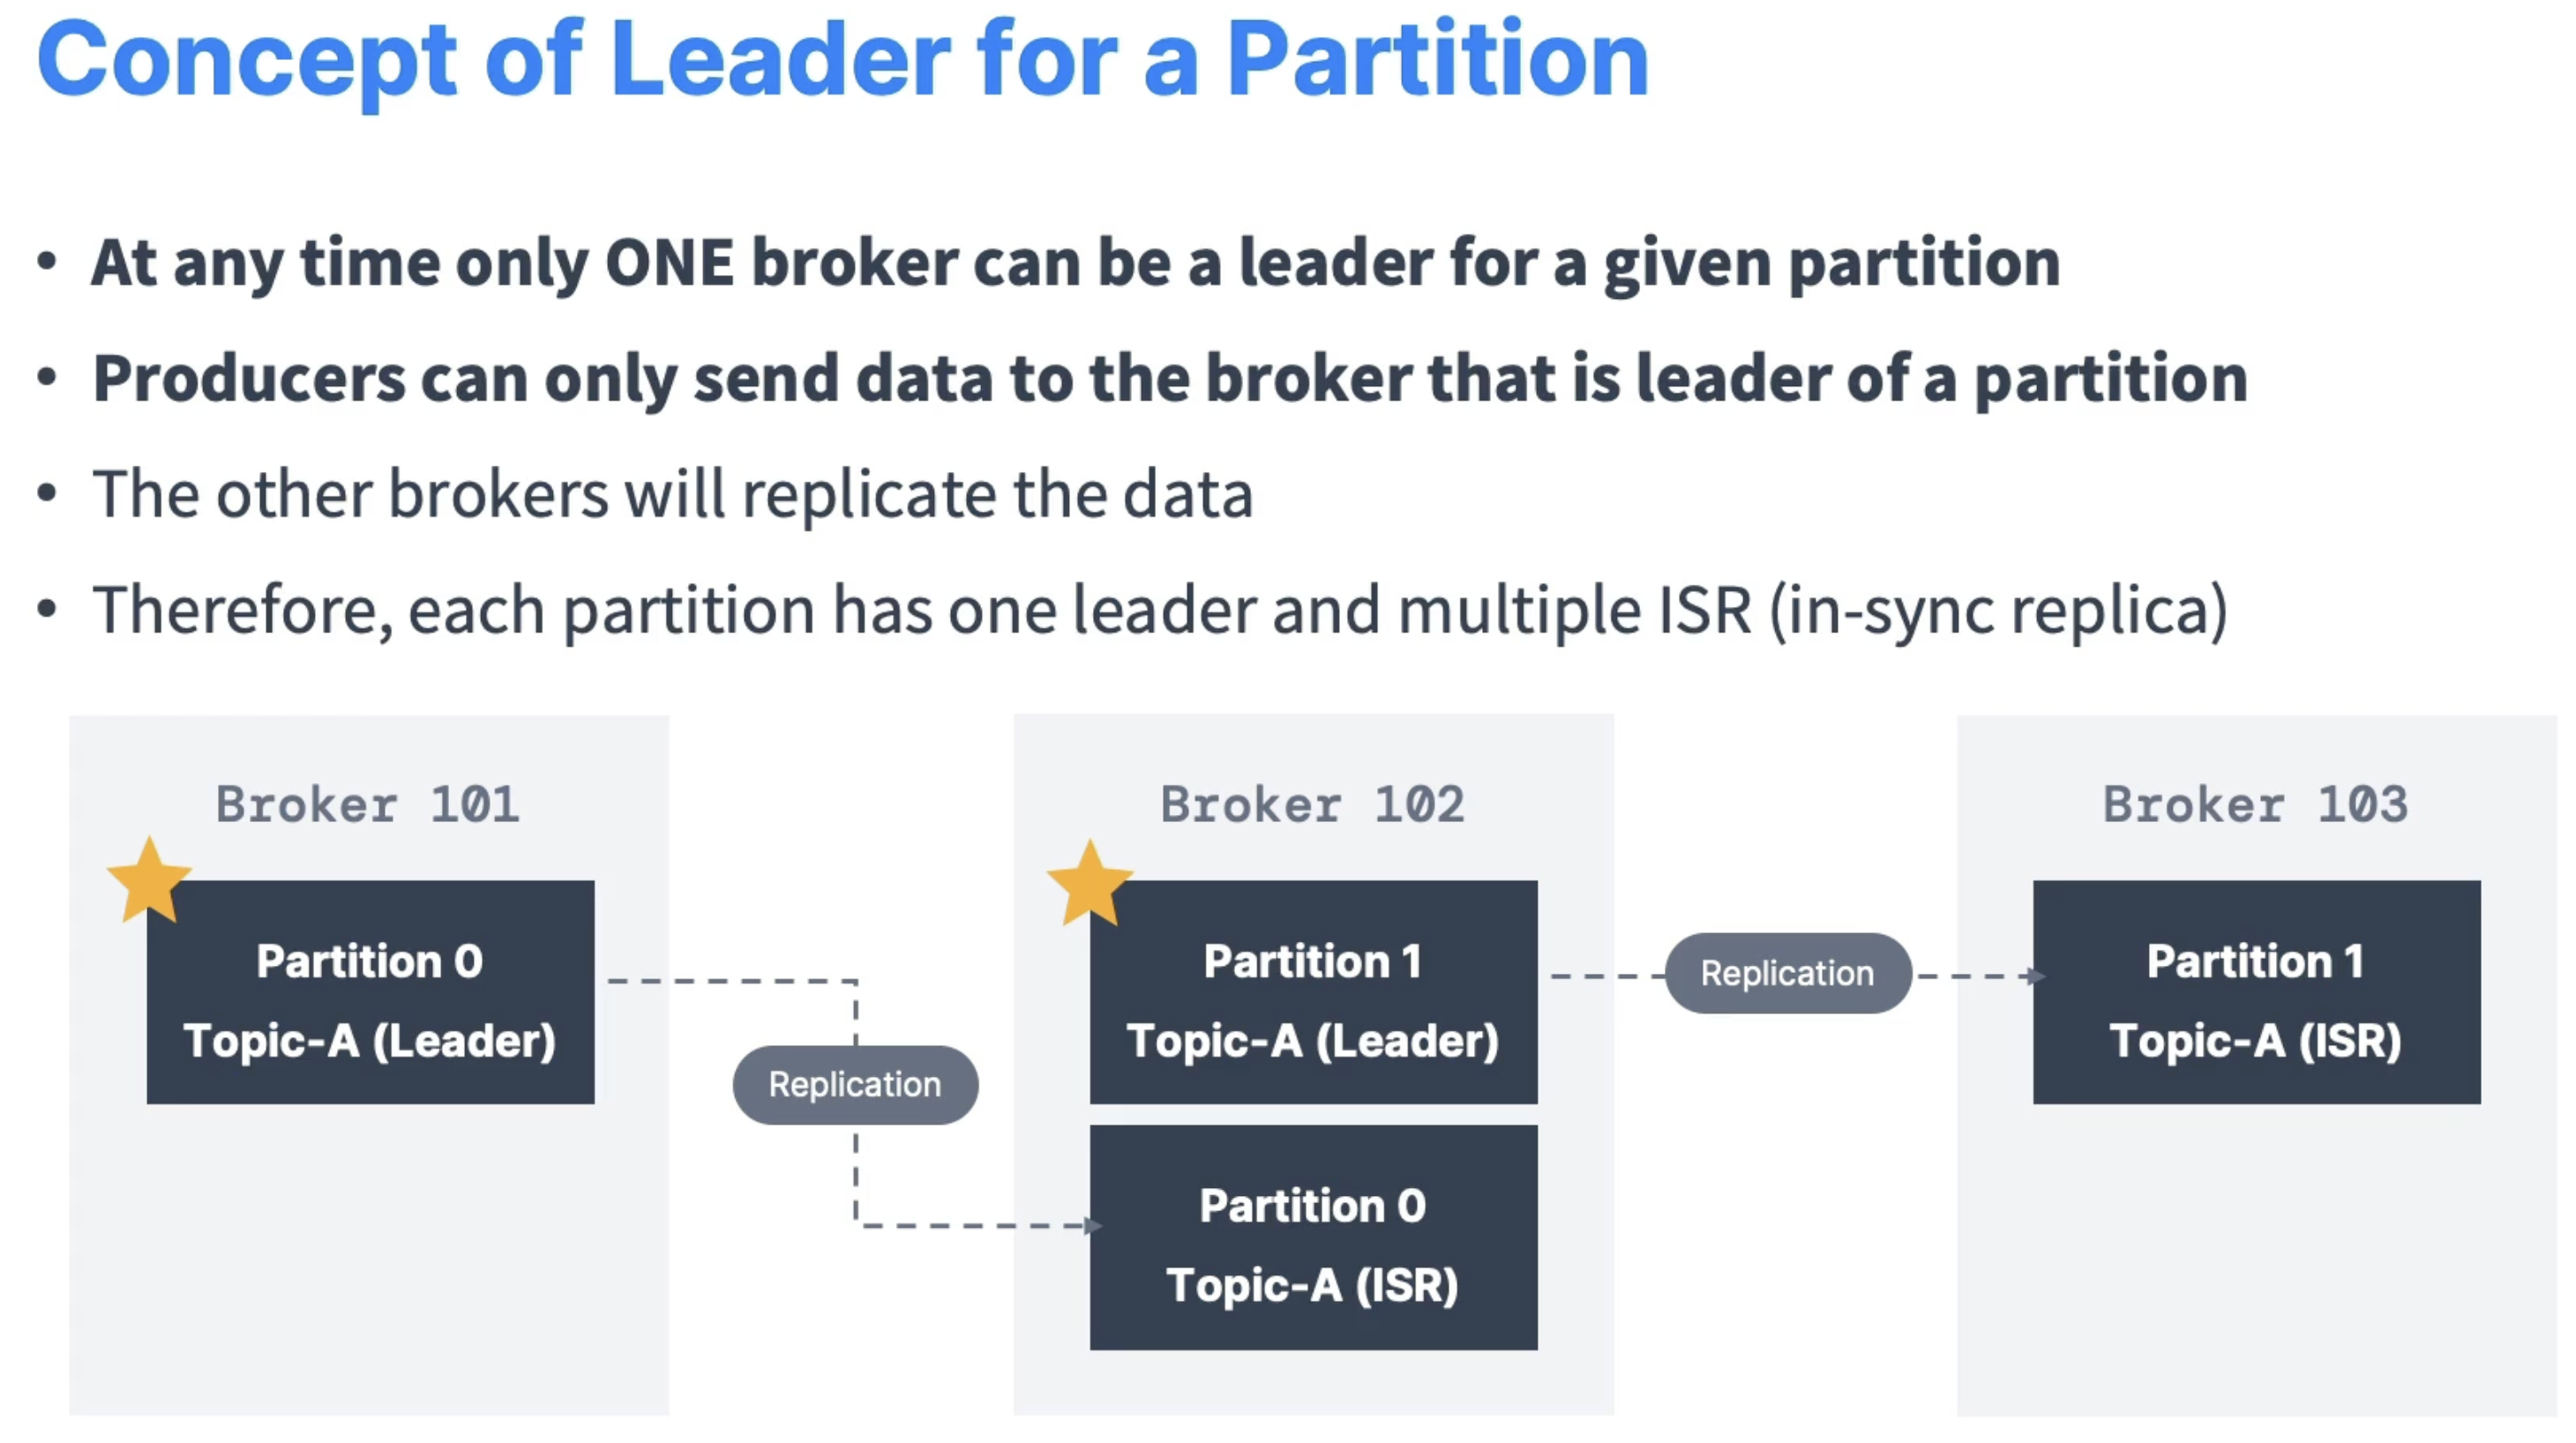 Concept of Leader for a Partition
• At any time only ONE broker can be a leader for a given partition
• Producers can only send data to the broker that is leader of a partition
• The other brokers will replicate the data
• Therefore, each partition has one leader and multiple ISR (in-sync replica)
Broker 101
Partition 0
Topic-A (Leader)
Replication
Broker 102
Partition 1
Topic-A (Leader)
Partition 0
Topic-A (ISR)
Replication
Broker 103
Partition 1
Topic-A (ISR)